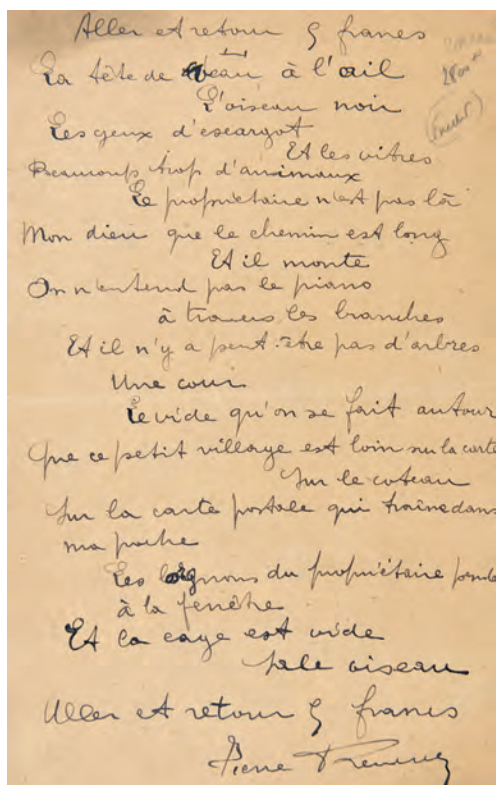 Aller et retour 5 francs
La tête de veau à l'ail
L'oiseau noir
Les yeux d'escargot
Et les vitres
Beaucoup trop d'animaux
Le propriétaire n'est pas là
Mon dieu que le chemin est long
Et il monte
On n'entend pas le piano
à travers les branches
Et il n'y a peut-être pas d'arbres
Une cour
Le vide qu'on se fait autour
Que ce petit village est loin sur la carte
Sur le coteau
Sur la carte postale qui traîne dans
ma poche
Les lorgnons du propriétaire pendent
à la fenêtre
Et la cage est vide
Sale oiseau
Aller et retour 5 francs
Pierre Reverdy